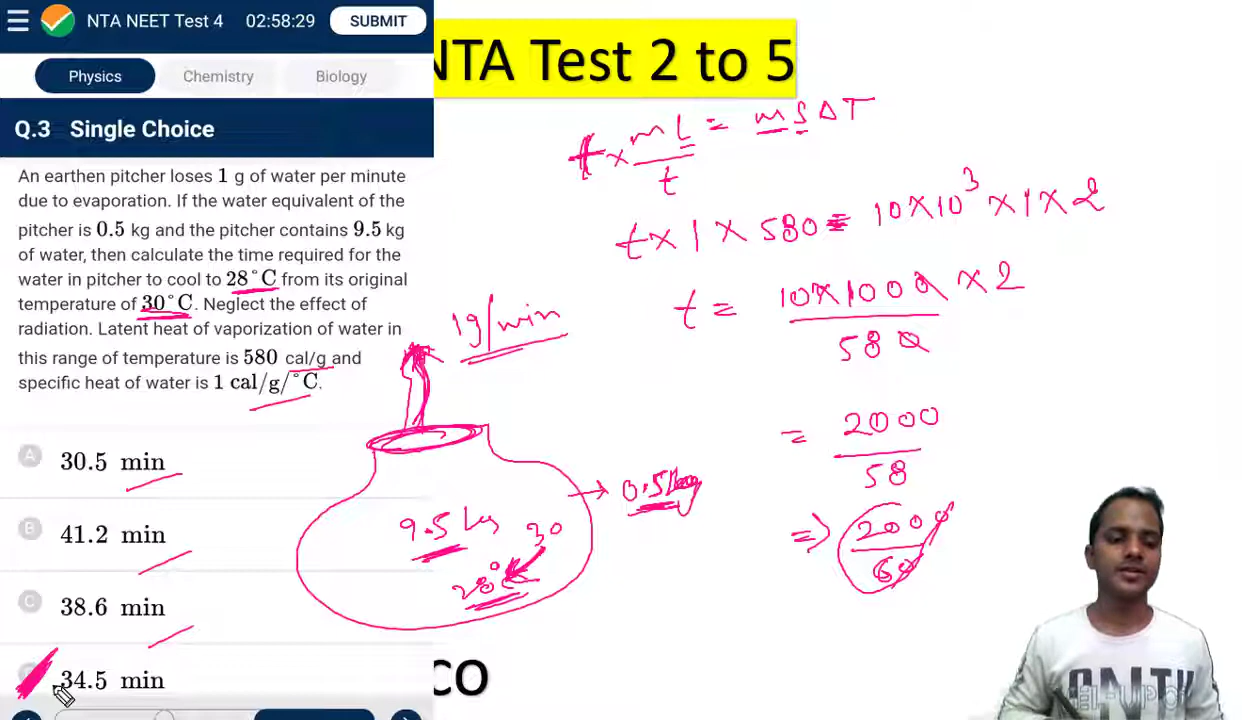 NTA NEET Test 4 02:58:29 SUBMIT
NTA Test 2 to 5
Physics Chemistry Biology
Q.3 Single Choice
An earthen pitcher loses 1 g of water per minute
due to evaporation. If the water equivalent of the
pitcher is 0.5 kg and the pitcher contains 9.5 kg
of water, then calculate the time required for the
water in pitcher to cool to 28°C from its original
temperature of 30°C. Neglect the effect of
radiation. Latent heat of vaporization of water in
this range of temperature is 580 cal/g and
specific heat of water is 1 cal/g/°C.
A 30.5 min
B 41.2 min
C 38.6 min
34.5 min
t × mL/t = mSΔT
t × 1 × 580 = 10×10³ × 1 × 2
t = 10×1000 × 2 / 580
= 2000 / 58
=> 2000 / 60
1g/min
0.5kg
9.5 kg
30
28°C
CO